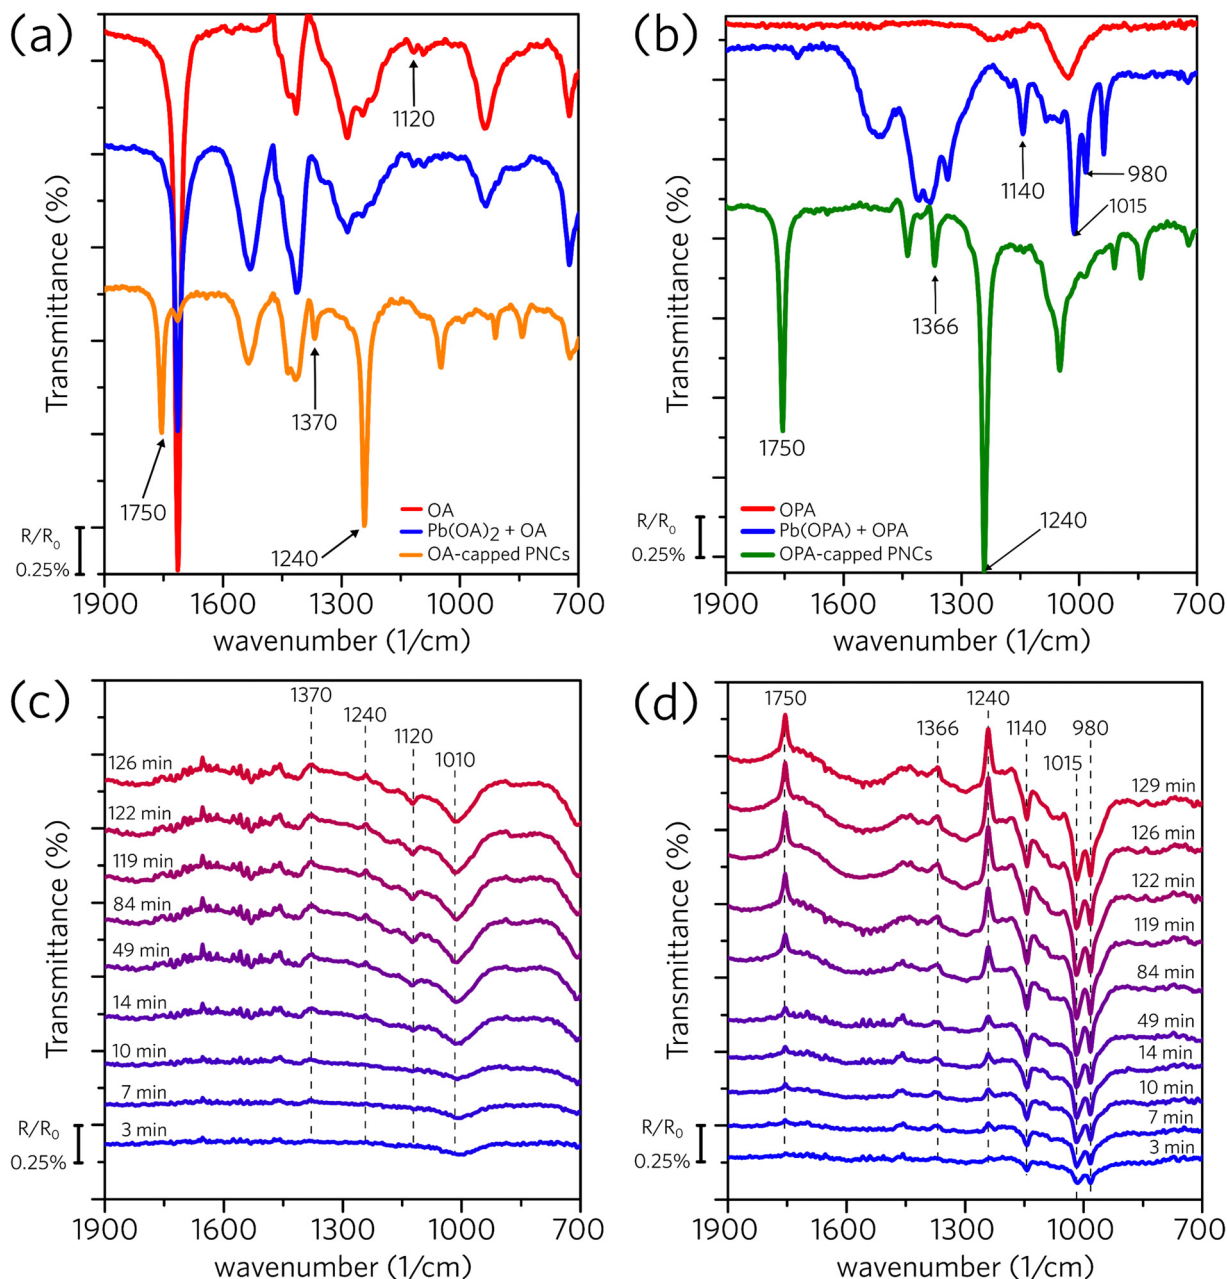 (a)
1120
1370
1750
1240
OA
Pb(OA)2 + OA
OA-capped PNCs
R/R0
0.25%
Transmittance (%)
1900 1600 1300 1000 700
wavenumber (1/cm)
(b)
1140
980
1015
1366
1750
1240
OPA
Pb(OPA) + OPA
OPA-capped PNCs
R/R0
0.25%
Transmittance (%)
1900 1600 1300 1000 700
wavenumber (1/cm)
(c)
1370
1240
1120
1010
126 min
122 min
119 min
84 min
49 min
14 min
10 min
7 min
3 min
R/R0
0.25%
Transmittance (%)
1900 1600 1300 1000 700
wavenumber (1/cm)
(d)
1750
1366
1240
1140
1015
980
129 min
126 min
122 min
119 min
84 min
49 min
14 min
10 min
7 min
3 min
R/R0
0.25%
Transmittance (%)
1900 1600 1300 1000 700
wavenumber (1/cm)